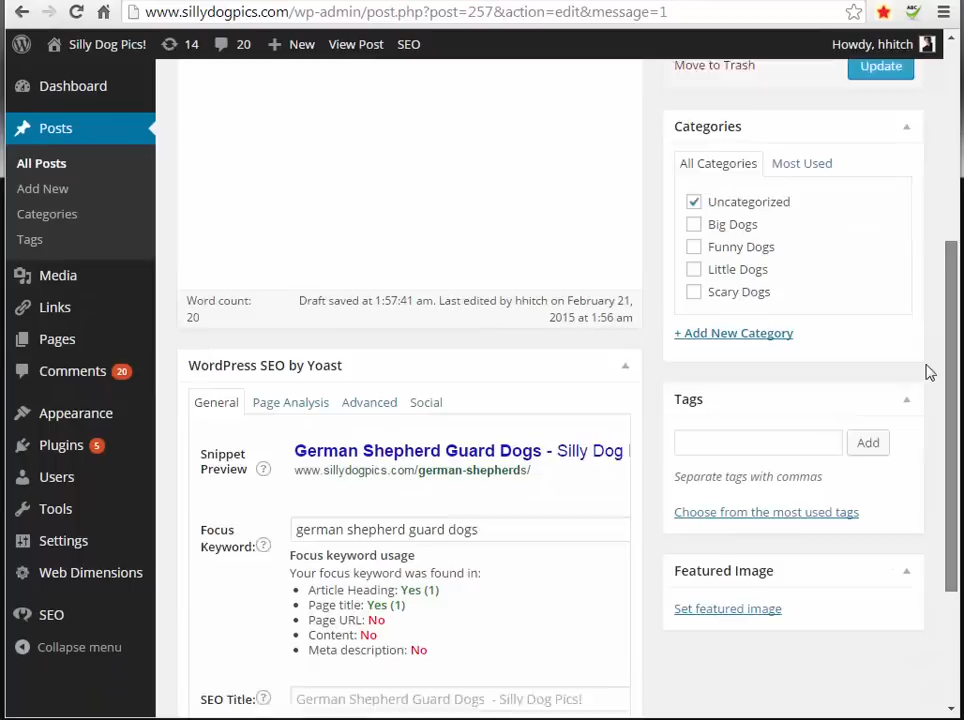 www.sillydogpics.com/wp-admin/post.php?post=257&action=edit&message=1
ABC
Silly Dog Pics! 14 20 New View Post SEO Howdy, hhitch
Dashboard
Posts
All Posts
Add New
Categories
Tags
Media
Links
Pages
Comments 20
Appearance
Plugins 5
Users
Tools
Settings
Web Dimensions
SEO
Collapse menu
Word count:
20
Draft saved at 1:57:41 am. Last edited by hhitch on February 21,
2015 at 1:56 am
WordPress SEO by Yoast
General Page Analysis Advanced Social
Snippet
Preview ?
German Shepherd Guard Dogs - Silly Dog
www.sillydogpics.com/german-shepherds/
Focus
Keyword: ?
german shepherd guard dogs
Focus keyword usage
Your focus keyword was found in:
• Article Heading: Yes (1)
• Page title: Yes (1)
• Page URL: No
• Content: No
• Meta description: No
SEO Title: ? German Shepherd Guard Dogs - Silly Dog Pics!
Move to Trash Update
Categories
All Categories Most Used
Uncategorized
Big Dogs
Funny Dogs
Little Dogs
Scary Dogs
+ Add New Category
Tags
Add
Separate tags with commas
Choose from the most used tags
Featured Image
Set featured image